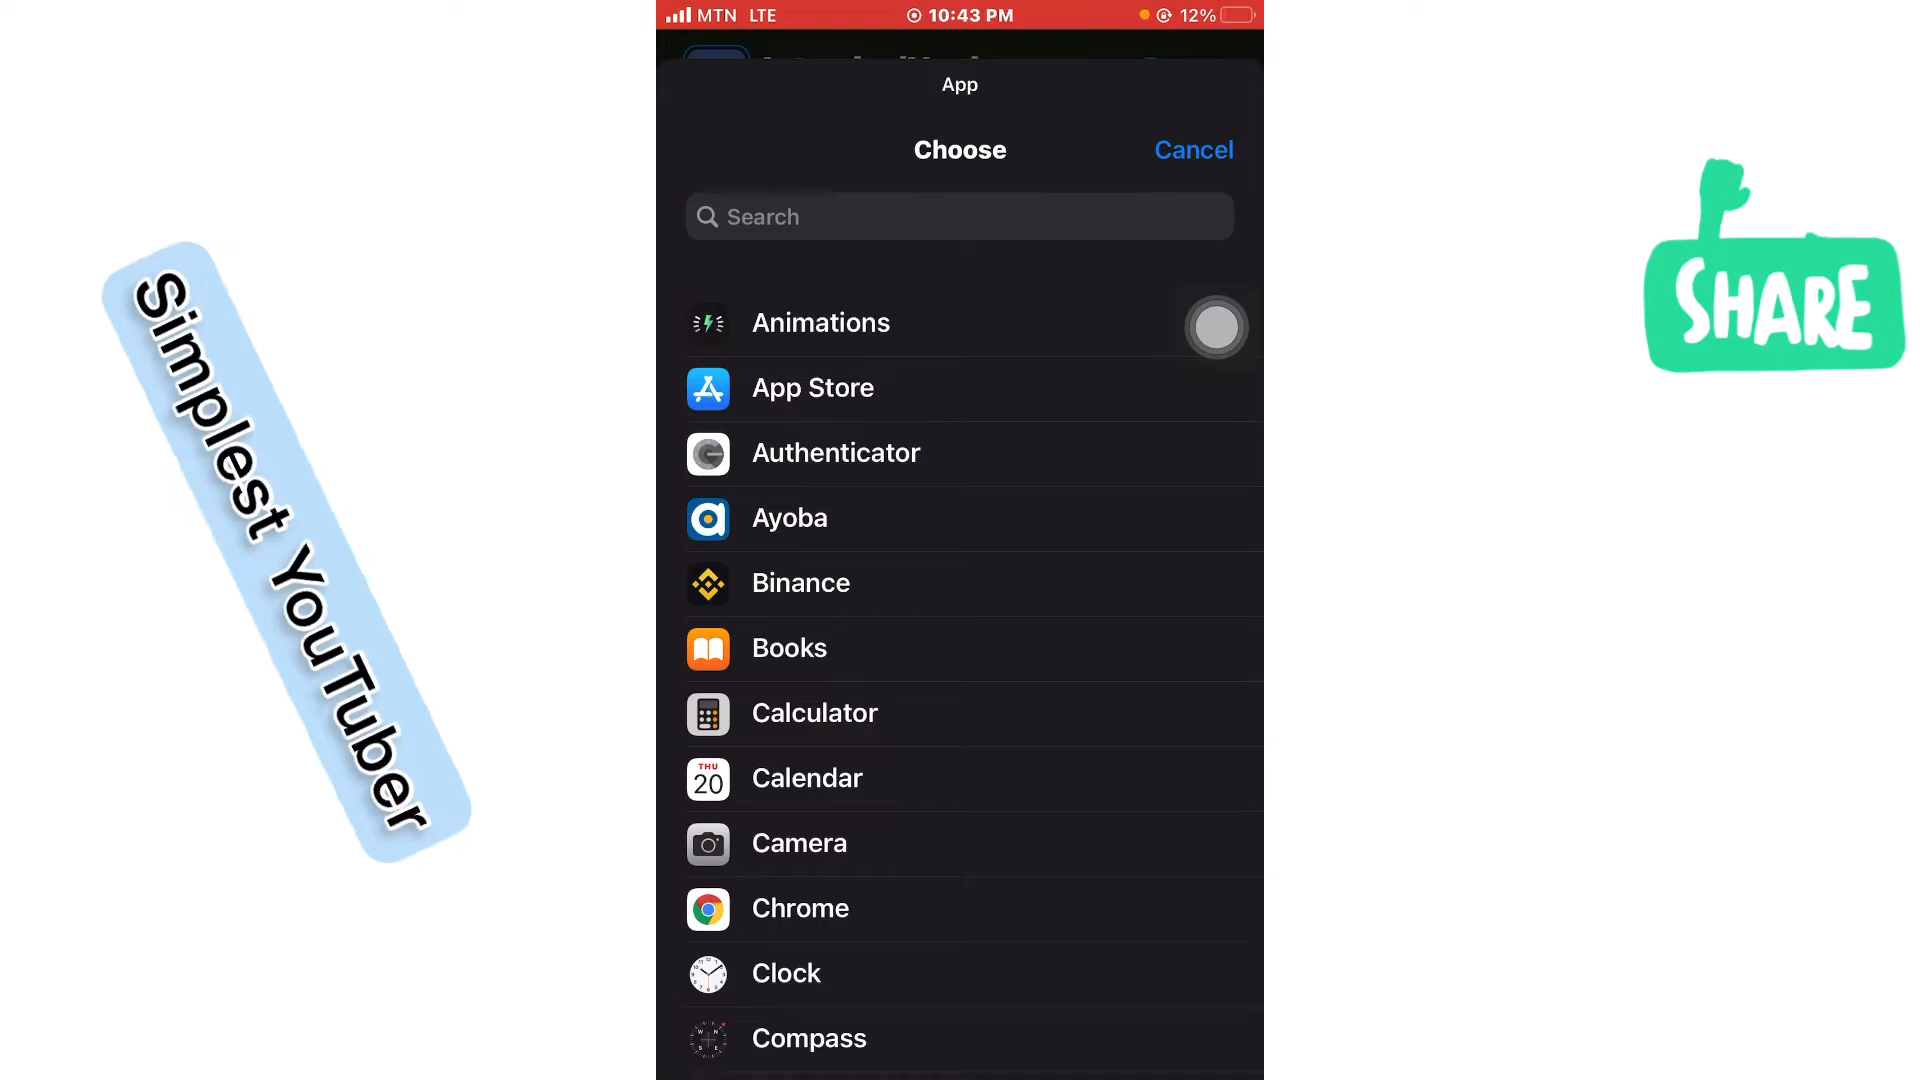 MTN LTE 10:43 PM 12%
App
Choose Cancel
Search
Animations
App Store
Authenticator
Ayoba
Binance
Books
Calculator
THU
20
Calendar
Camera
Chrome
Clock
Compass
Simplest YouTuber
SHARE